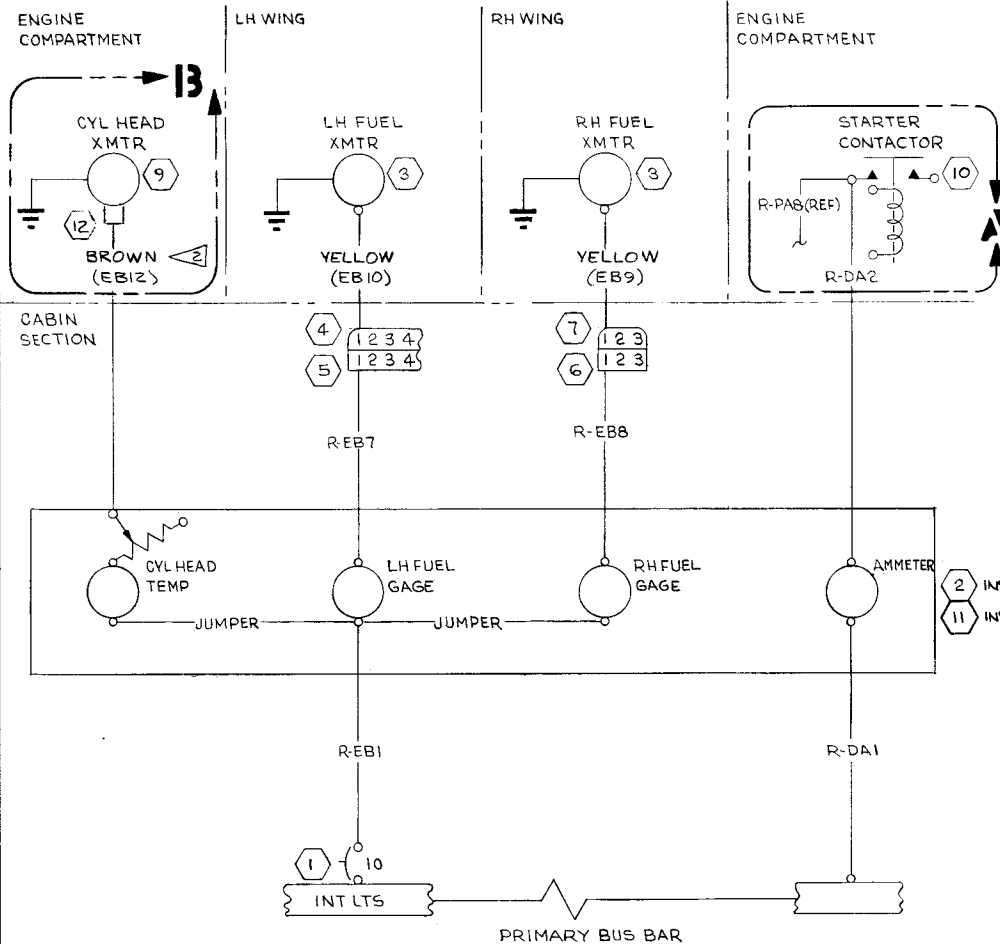 ENGINE
COMPARTMENT
LH WING
RH WING
ENGINE
COMPARTMENT
B
CYL HEAD
XMTR
9
12
BROWN
(EB12)
2
LH FUEL
XMTR
3
YELLOW
(EB10)
RH FUEL
XMTR
3
YELLOW
(EB9)
STARTER
CONTACTOR
10
R-PA8(REF)
R-DA2
A
CABIN
SECTION
4
1 2 3 4
5
1 2 3 4
7
1 2 3
6
1 2 3
R-EB7
R-EB8
CYL HEAD
TEMP
LH FUEL
GAGE
RH FUEL
GAGE
AMMETER
2
11
JUMPER
JUMPER
R-EB1
R-DA1
1
10
INT LTS
PRIMARY BUS BAR